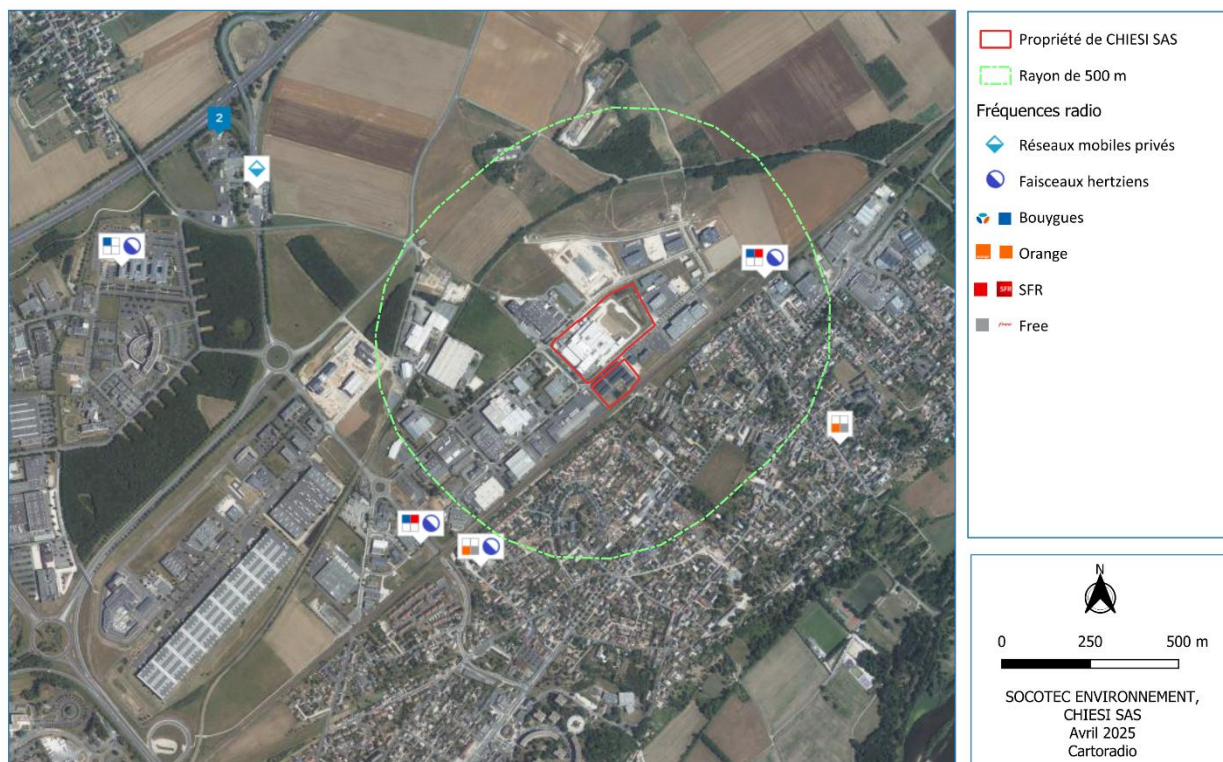 2
Propriété de CHIESI SAS
Rayon de 500 m
Fréquences radio
Réseaux mobiles privés
Faisceaux hertziens
Bouygues
Orange
SFR
SFR
Free
N
0 250 500 m
SOCOTEC ENVIRONNEMENT,
CHIESI SAS
Avril 2025
Cartoradio